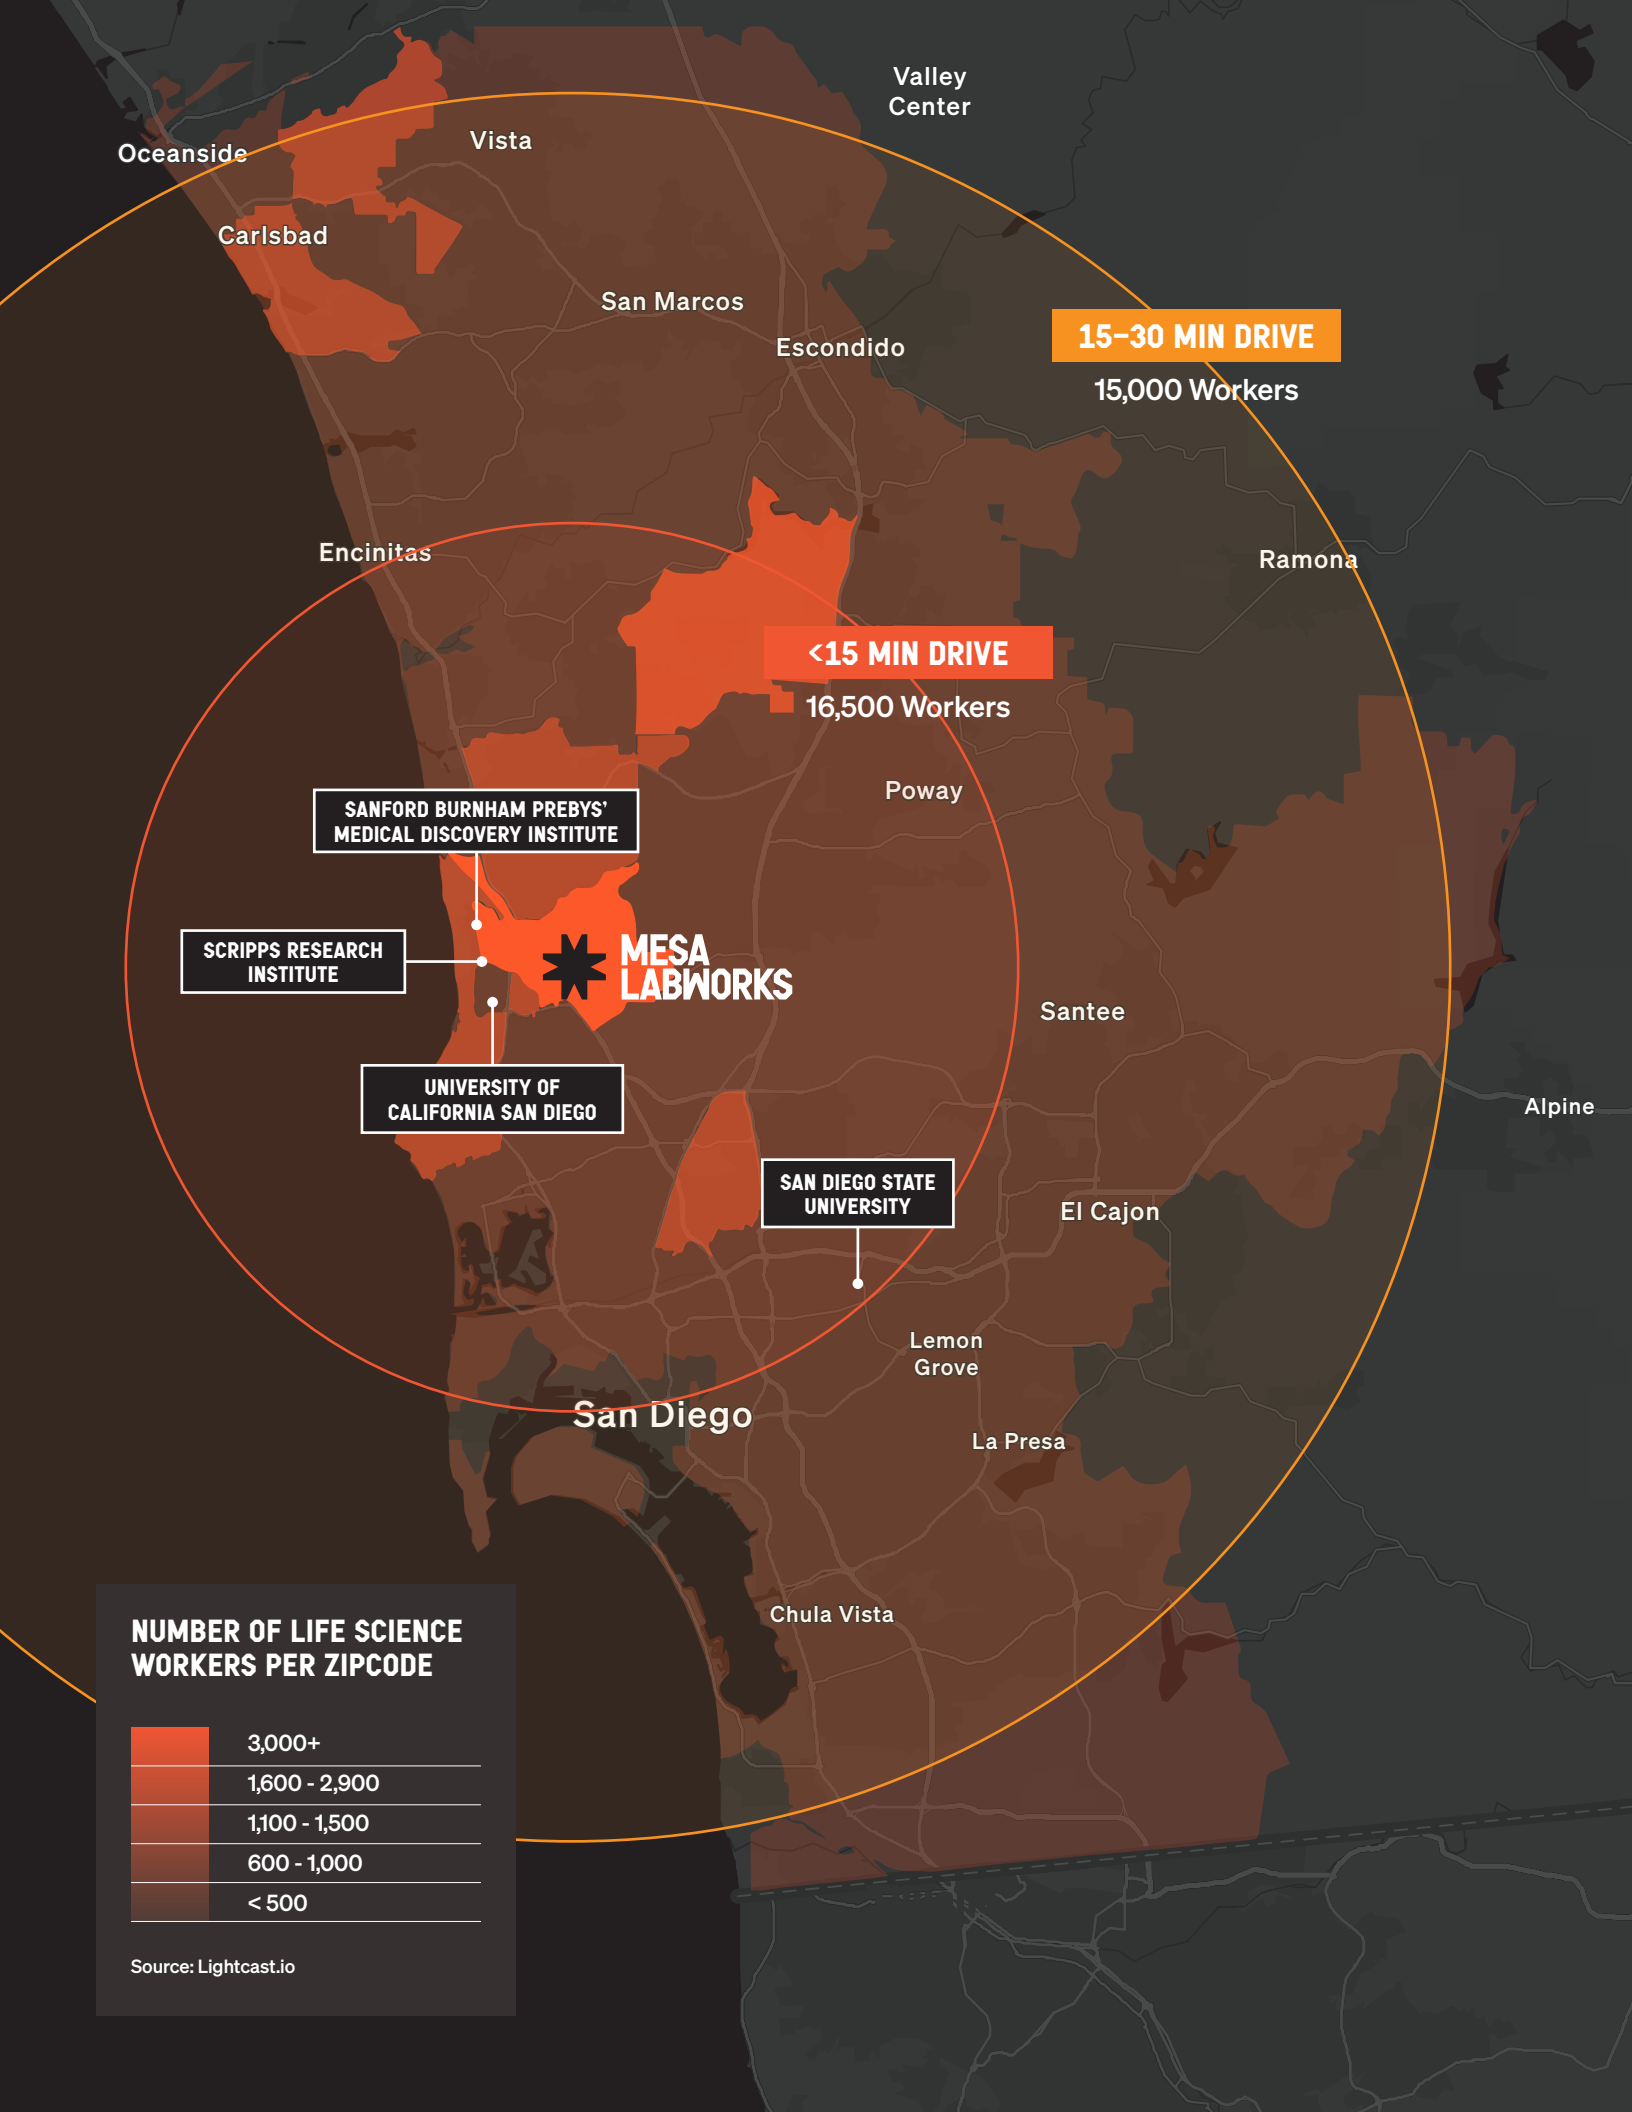 Valley
Center
Vista
Oceanside
Carlsbad
San Marcos
15–30 MIN DRIVE
Escondido
15,000 Workers
Encinitas
Ramona
<15 MIN DRIVE
16,500 Workers
Poway
SANFORD BURNHAM PREBYS’
MEDICAL DISCOVERY INSTITUTE
SCRIPPS RESEARCH
INSTITUTE
MESA
LABWORKS
Santee
UNIVERSITY OF
CALIFORNIA SAN DIEGO
Alpine
SAN DIEGO STATE
UNIVERSITY
El Cajon
Lemon
Grove
San Diego
La Presa
Chula Vista
NUMBER OF LIFE SCIENCE
WORKERS PER ZIPCODE
3,000+
1,600 - 2,900
1,100 - 1,500
600 - 1,000
< 500
Source: Lightcast.io